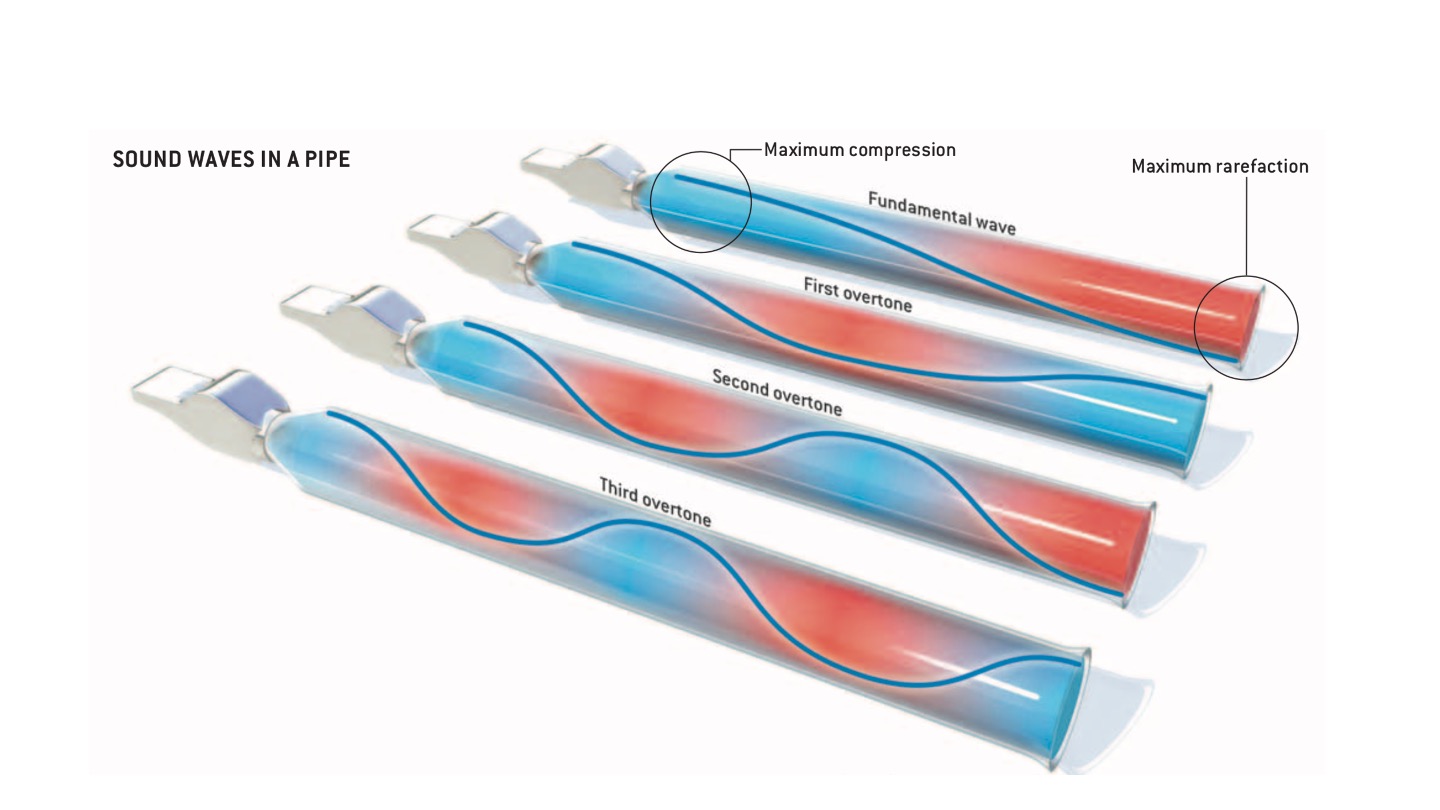 SOUND WAVES IN A PIPE
Maximum compression
Maximum rarefaction
Fundamental wave
First overtone
Second overtone
Third overtone